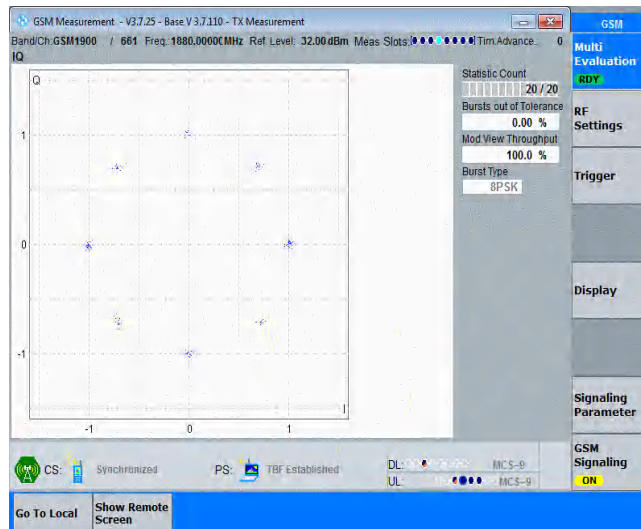 GSM Measurement - V3.7.25 - Base V 3.7.110 - TX Measurement
GSM
Band/Ch: GSM1900 / 661 Freq. 1880.00000MHz Ref. Level: 32.00 dBm Meas Slots: Tim.Advance.: 0
IQ
Multi Evaluation
RDY
RF Settings
Trigger
Display
Signaling Parameter
GSM Signaling
ON
Statistic Count
20 / 20
Bursts out of Tolerance
0.00 %
Mod View Throughput
100.0 %
Burst Type
8PSK
Q
1
0
-1
I
-1 0 1
CS: Synchronized PS: TBF Established DL: MCS-9
UL: MCS-9
Go To Local
Show Remote Screen